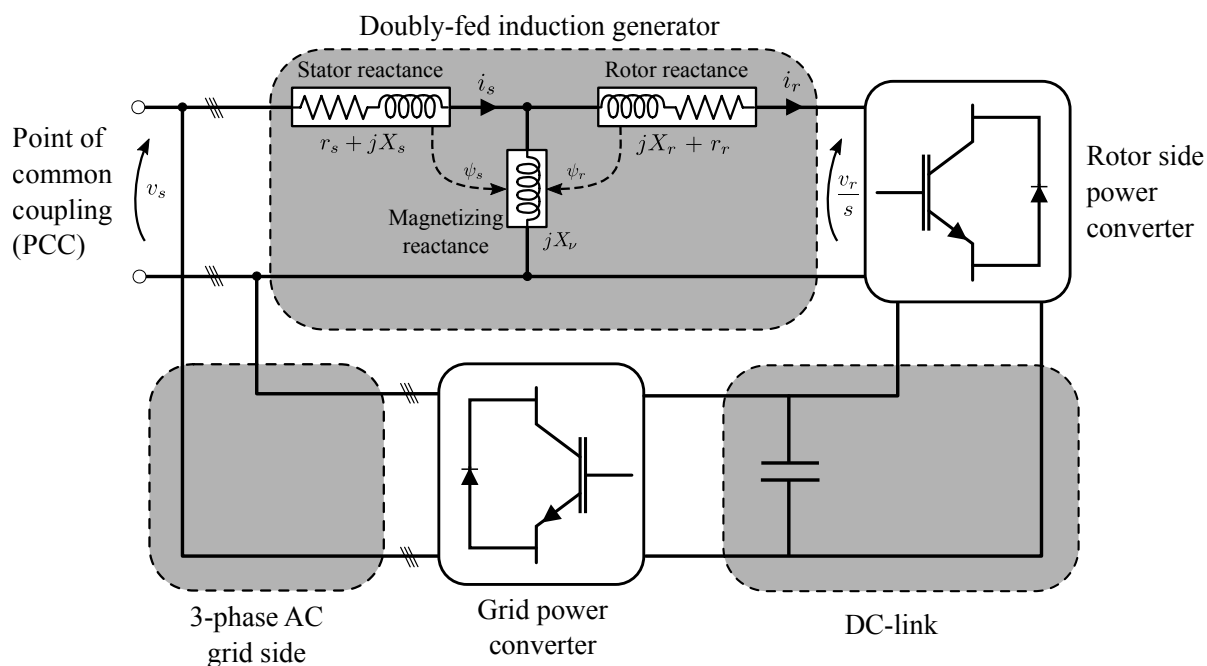 Doubly-fed induction generator
Stator reactance
Rotor reactance
i_s
i_r
r_s + jX_s
jX_r + r_r
Point of
common
coupling
(PCC)
v_s
ψ_s
ψ_r
Magnetizing
reactance
jX_ν
v_r
s
Rotor side
power
converter
3-phase AC
grid side
Grid power
converter
DC-link